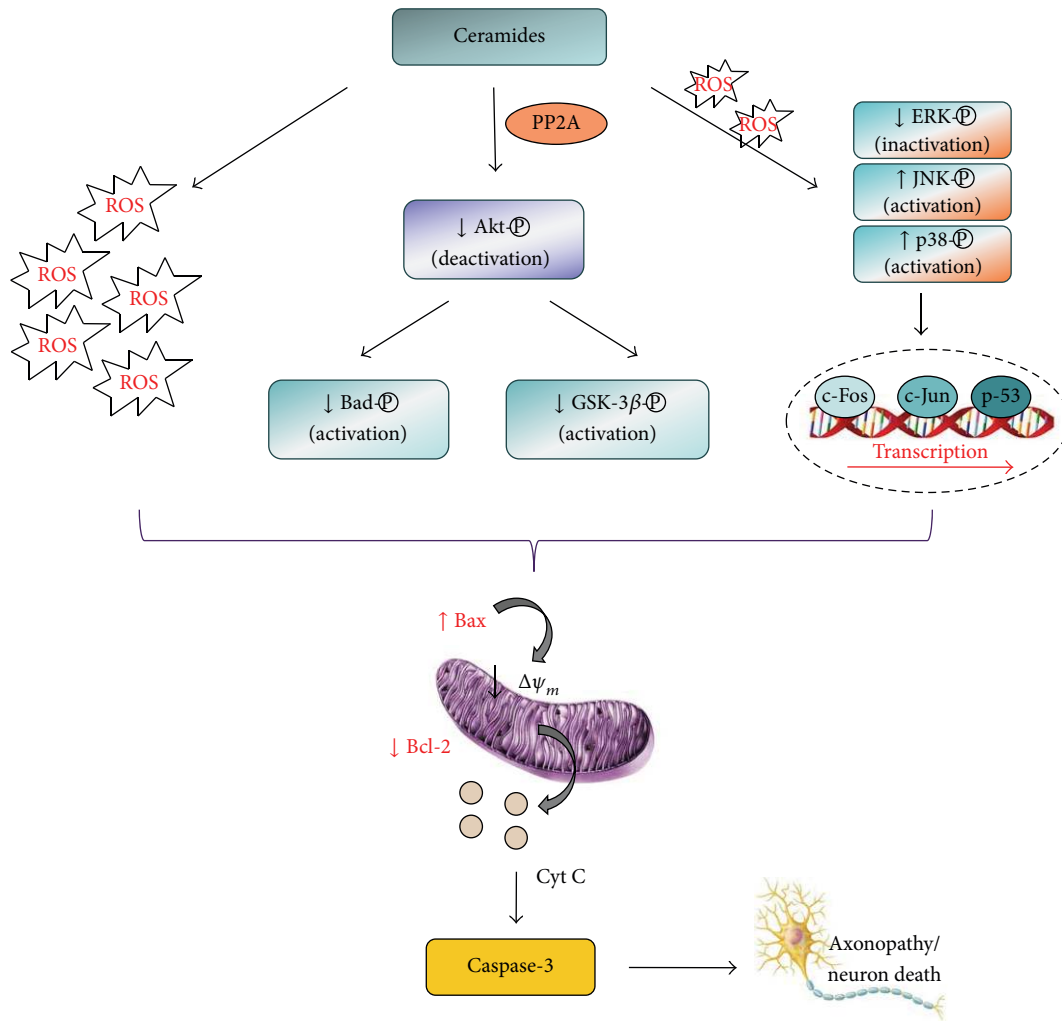 Ceramides
ROS
ROS
PP2A
↓ ERK-Ⓟ
(inactivation)
↑ JNK-Ⓟ
(activation)
↑ p38-Ⓟ
(activation)
ROS
ROS
ROS
ROS
ROS
↓ Akt-Ⓟ
(deactivation)
↓ Bad-Ⓟ
(activation)
↓ GSK-3β-Ⓟ
(activation)
c-Fos
c-Jun
p-53
Transcription
↑ Bax
↓ Δψm
↓ Bcl-2
Cyt C
Caspase-3
Axonopathy/
neuron death